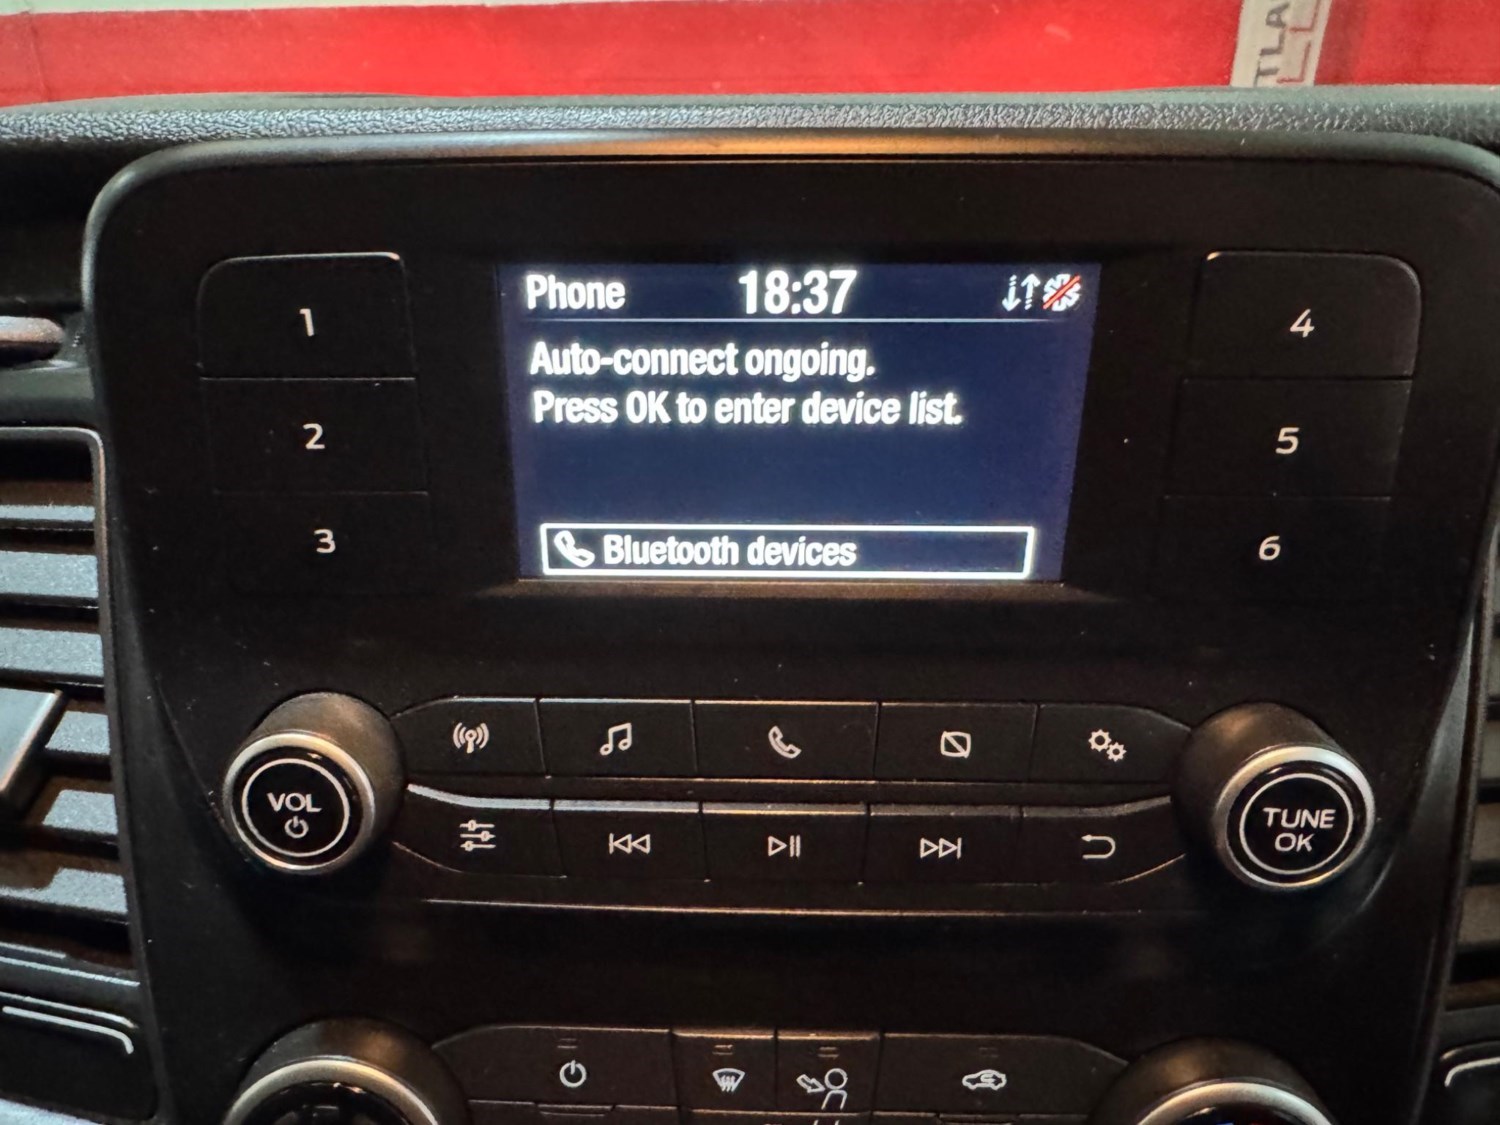 TLA
Phone 18:37
Auto-connect ongoing.
Press OK to enter device list.
Bluetooth devices
1
2
3
4
5
6
VOL
TUNE
OK